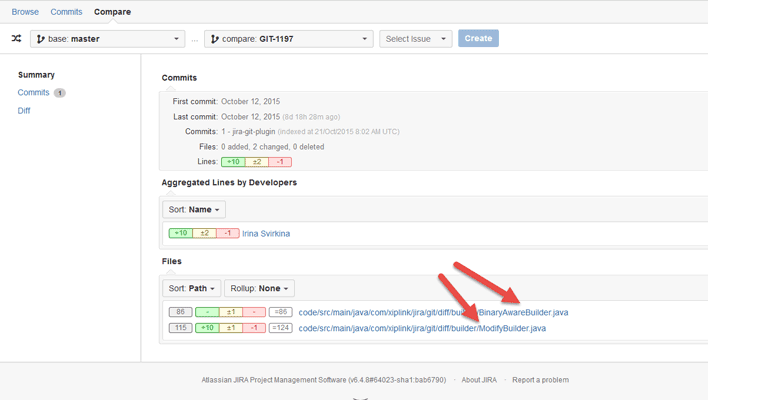 Browse Commits Compare
base: master ... compare: GIT-1197 Select Issue Create
Summary
Commits 1
Diff
Commits
First commit: October 12, 2015
Last commit: October 12, 2015 (8d 18h 28m ago)
Commits: 1 - jira-git-plugin (indexed at 21/Oct/2015 8:02 AM UTC)
Files: 0 added, 2 changed, 0 deleted
Lines: +10 ±2 -1
Aggregated Lines by Developers
Sort: Name
+10 ±2 -1 Irina Svirkina
Files
Sort: Path Rollup: None
86 - ±1 - =86 code/src/main/java/com/xiplink/jira/git/diff/builder/BinaryAwareBuilder.java
115 +10 ±1 -1 =124 code/src/main/java/com/xiplink/jira/git/diff/builder/ModifyBuilder.java
Atlassian JIRA Project Management Software (v6.4.8#64023-sha1:bab6790) · About JIRA · Report a problem